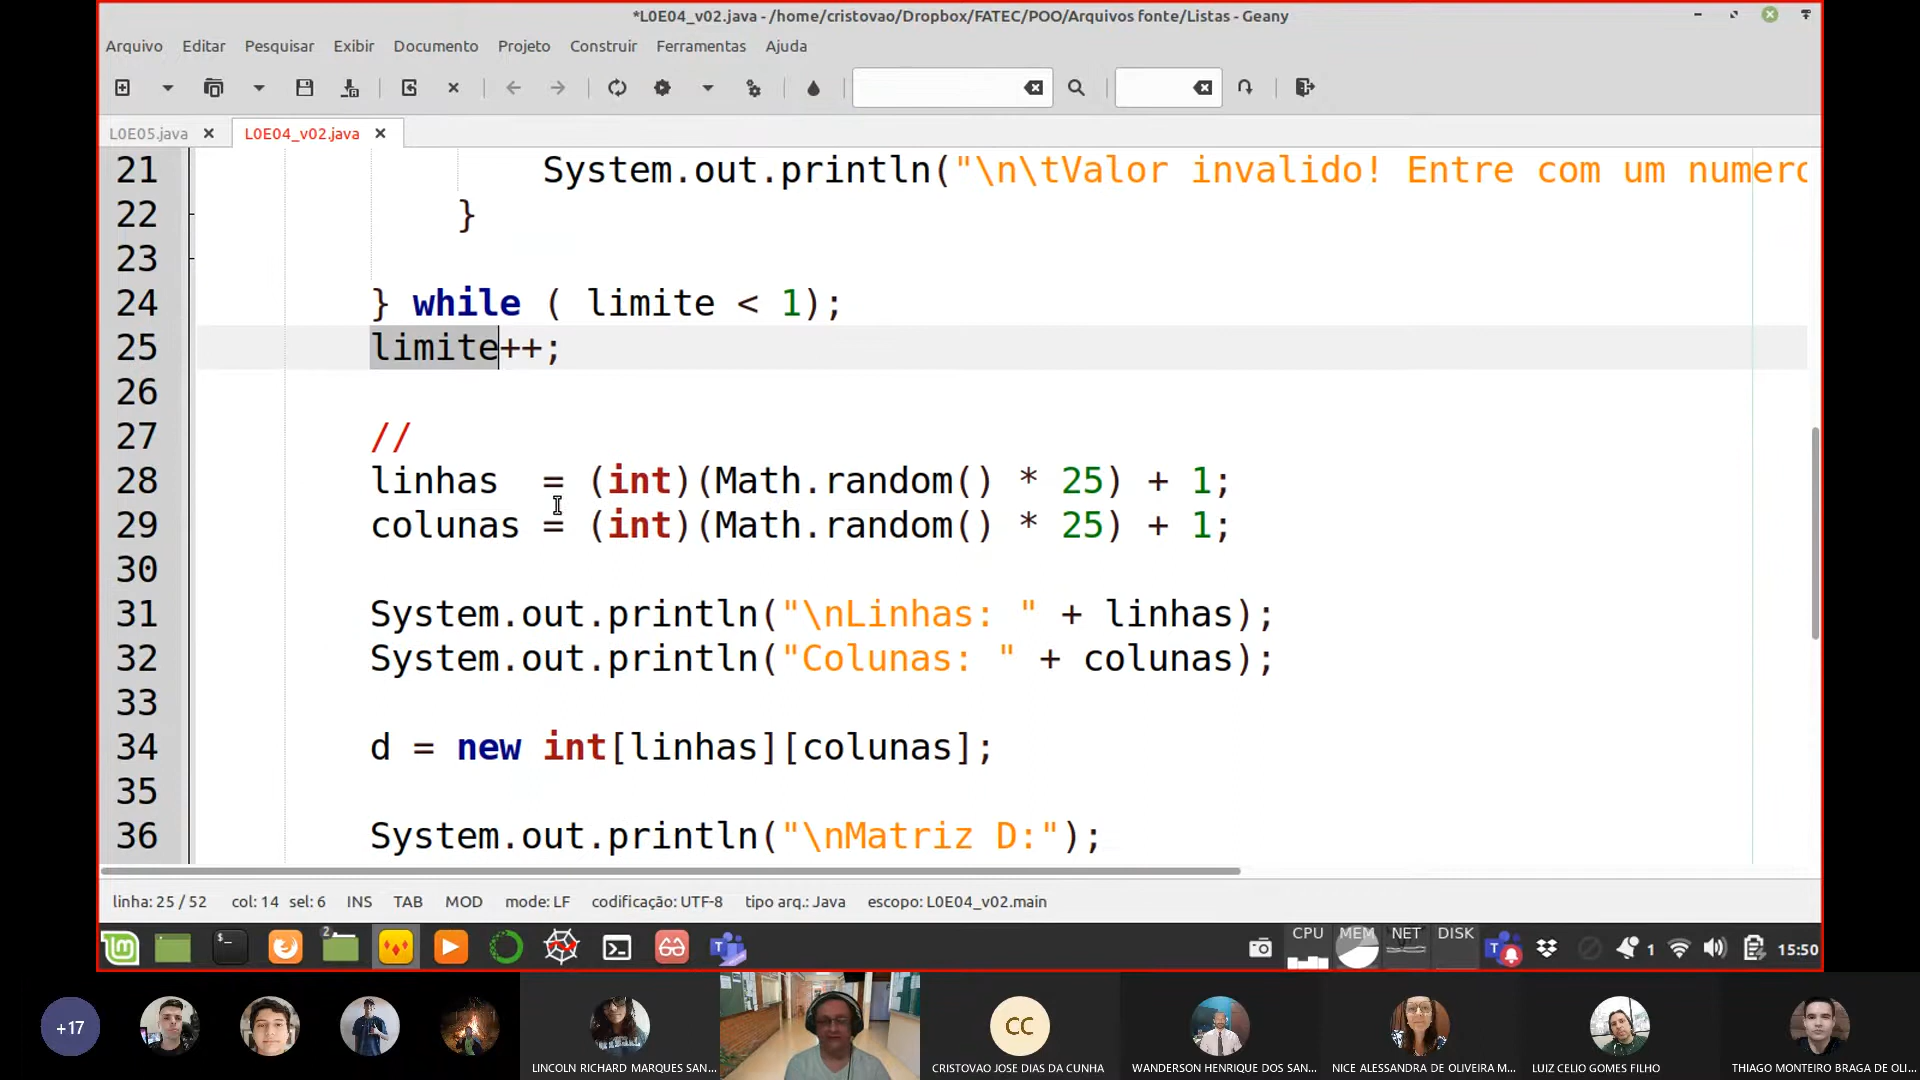 *L0E04_v02.java - /home/cristovao/Dropbox/FATEC/POO/Arquivos fonte/Listas - Geany
Arquivo Editar Pesquisar Exibir Documento Projeto Construir Ferramentas Ajuda
L0E05.java L0E04_v02.java
21 System.out.println("\n\tValor invalido! Entre com um numero
22 }
23
24 } while ( limite < 1);
25 limite++;
26
27 //
28 linhas  = (int)(Math.random() * 25) + 1;
29 colunas = (int)(Math.random() * 25) + 1;
30
31 System.out.println("\nLinhas: " + linhas);
32 System.out.println("Colunas: " + colunas);
33
34 d = new int[linhas][colunas];
35
36 System.out.println("\nMatriz D:");
linha: 25 / 52 col: 14 sel: 6 INS TAB MOD mode: LF codificação: UTF-8 tipo arq.: Java escopo: L0E04_v02.main
2 CPU MEM NET DISK 1 15:50
+17 CC
LINCOLN RICHARD MARQUES SAN... CRISTOVAO JOSE DIAS DA CUNHA WANDERSON HENRIQUE DOS SAN... NICE ALESSANDRA DE OLIVEIRA M... LUIZ CELIO GOMES FILHO THIAGO MONTEIRO BRAGA DE OLI...